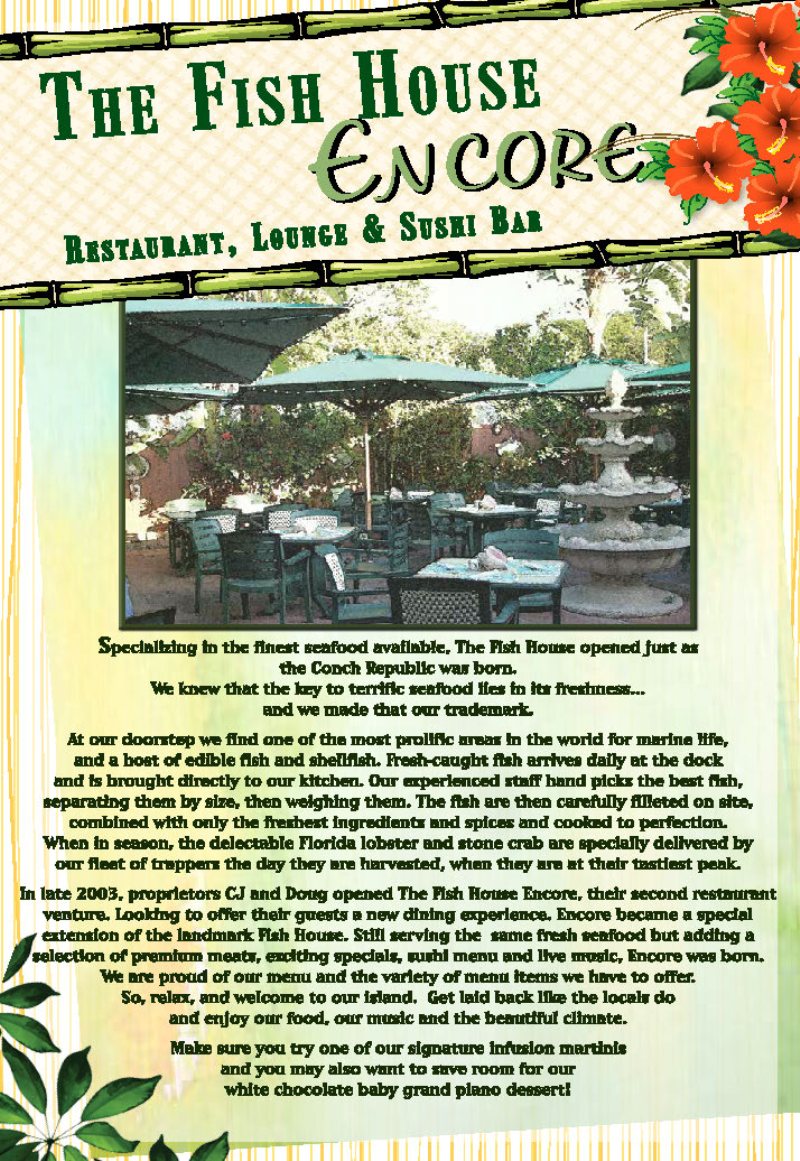 The Fish House
Encore
Restaurant, Lounge & Sushi Bar
Specializing in the finest seafood available, The Fish House opened just as
the Conch Republic was born.
We knew that the key to terrific seafood lies in its freshness...
and we made that our trademark.
At our doorstep we find one of the most prolific areas in the world for marine life,
and a host of edible fish and shellfish. Fresh-caught fish arrives daily at the dock
and is brought directly to our kitchen. Our experienced staff hand picks the best fish,
separating them by size, then weighing them. The fish are then carefully filleted on site,
combined with only the freshest ingredients and spices and cooked to perfection.
When in season, the delectable Florida lobster and stone crab are specially delivered by
our fleet of trappers the day they are harvested, when they are at their tastiest peak.
In late 2003, proprietors CJ and Doug opened The Fish House Encore, their second restaurant
venture. Looking to offer their guests a new dining experience, Encore became a special
extension of the landmark Fish House. Still serving the same fresh seafood but adding a
selection of premium meats, exciting specials, sushi menu and live music, Encore was born.
We are proud of our menu and the variety of menu items we have to offer.
So, relax, and welcome to our island. Get laid back like the locals do
and enjoy our food, our music and the beautiful climate.
Make sure you try one of our signature infusion martinis
and you may also want to save room for our
white chocolate baby grand piano dessert!